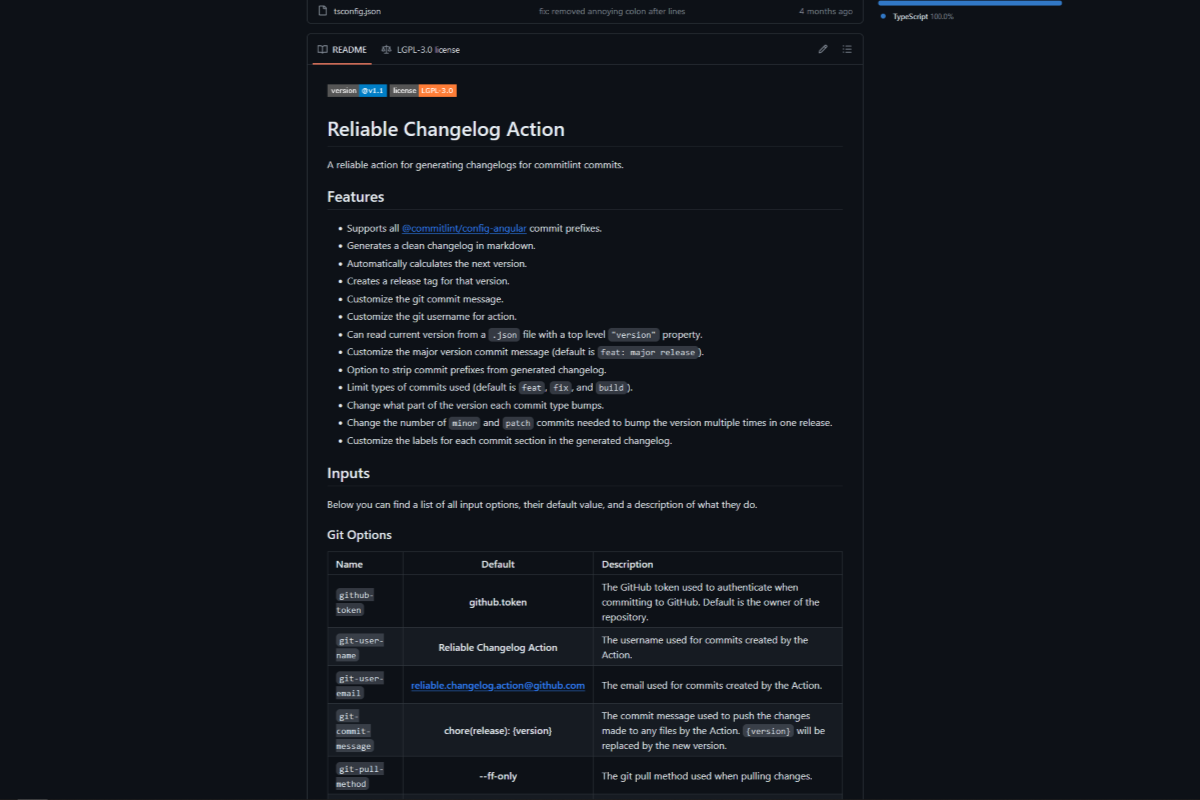 tsconfig.json fix: removed annoying colon after lines 4 months ago
TypeScript 100.0%
README LGPL-3.0 license
version @v1.1 license LGPL-3.0
Reliable Changelog Action
A reliable action for generating changelogs for commitlint commits.
Features
• Supports all @commitlint/config-angular commit prefixes.
• Generates a clean changelog in markdown.
• Automatically calculates the next version.
• Creates a release tag for that version.
• Customize the git commit message.
• Customize the git username for action.
• Can read current version from a .json file with a top level "version" property.
• Customize the major version commit message (default is feat: major release).
• Option to strip commit prefixes from generated changelog.
• Limit types of commits used (default is feat, fix, and build).
• Change what part of the version each commit type bumps.
• Change the number of minor and patch commits needed to bump the version multiple times in one release.
• Customize the labels for each commit section in the generated changelog.
Inputs
Below you can find a list of all input options, their default value, and a description of what they do.
Git Options
Name Default Description
github-
token
github.token
The GitHub token used to authenticate when
committing to GitHub. Default is the owner of the
repository.
git-user-
name
Reliable Changelog Action
The username used for commits created by the
Action.
git-user-
email
reliable.changelog.action@github.com
The email used for commits created by the Action.
git-
commit-
message
chore(release): {version}
The commit message used to push the changes
made to any files by the Action. {version} will be
replaced by the new version.
git-pull-
method
--ff-only
The git pull method used when pulling changes.